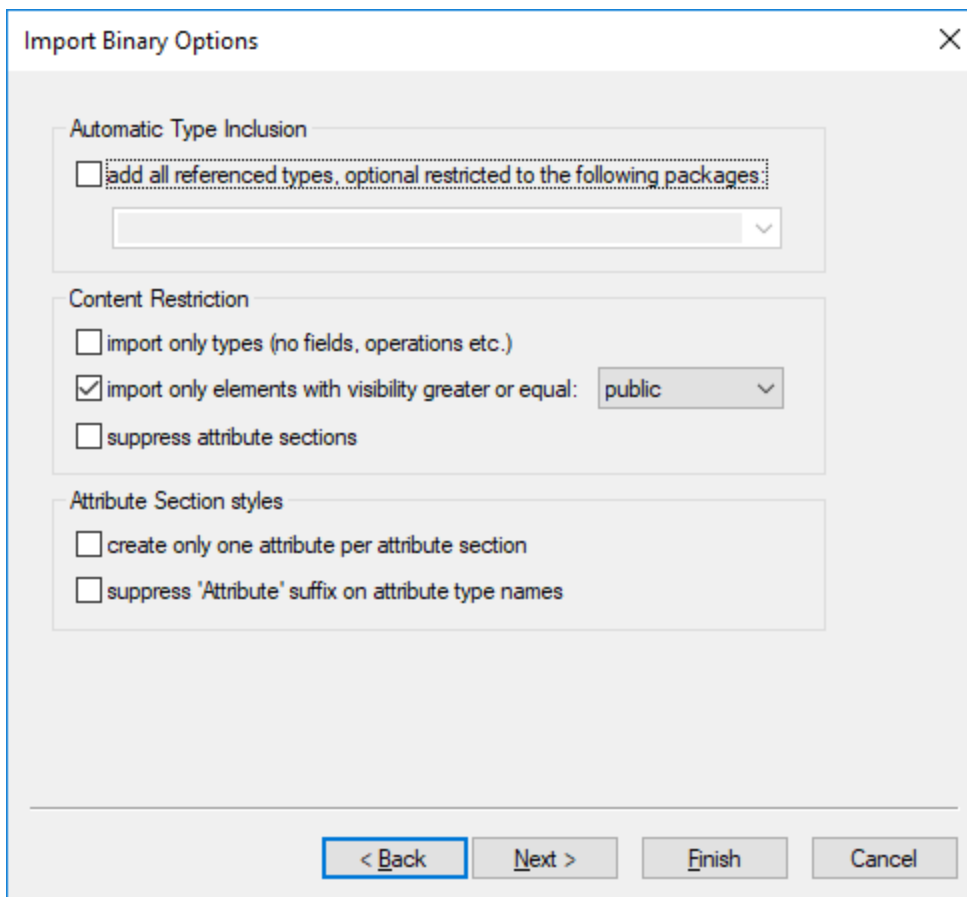 Import Binary Options
Automatic Type Inclusion
add all referenced types, optional restricted to the following packages:
Content Restriction
import only types (no fields, operations etc.)
import only elements with visibility greater or equal: public
suppress attribute sections
Attribute Section styles
create only one attribute per attribute section
suppress 'Attribute' suffix on attribute type names
< Back Next > Finish Cancel